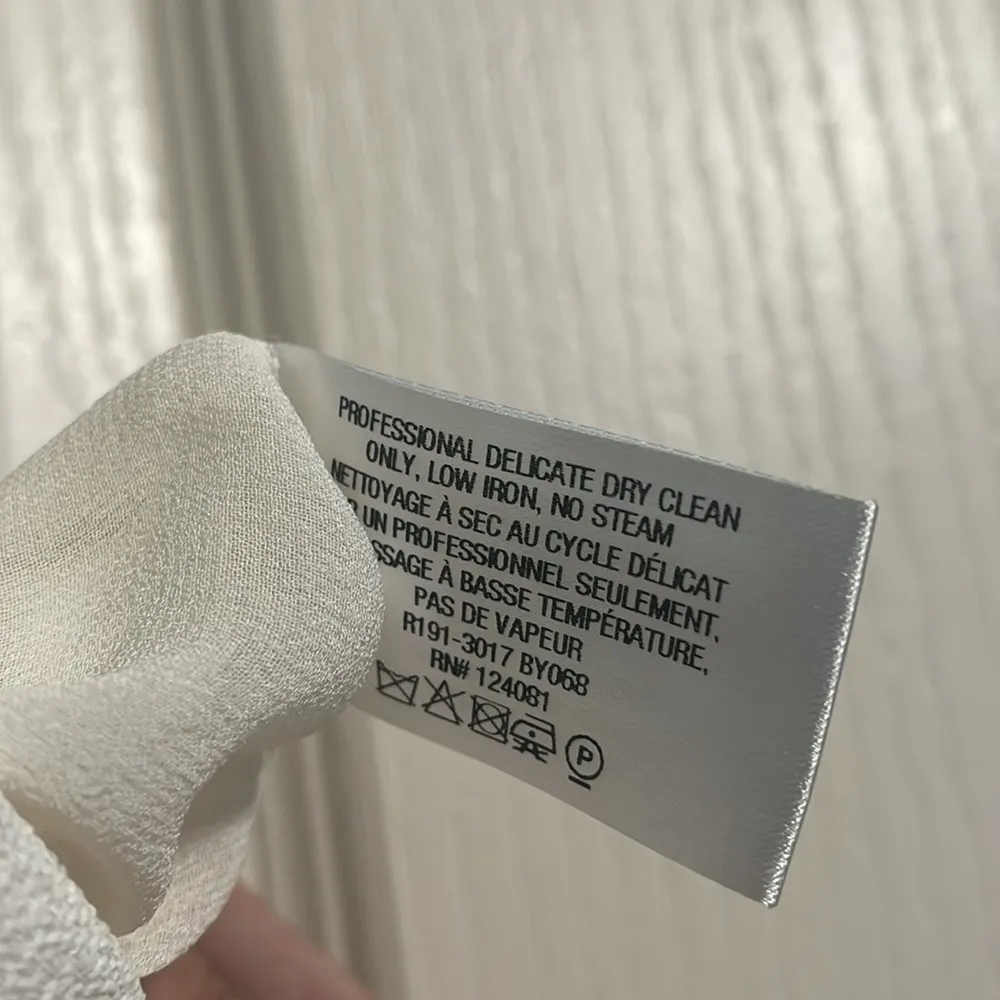 PROFESSIONAL DELICATE DRY CLEAN
ONLY, LOW IRON, NO STEAM
NETTOYAGE À SEC AU CYCLE DÉLICAT
UN PROFESSIONNEL SEULEMENT,
À BASSE TEMPÉRATURE,
PAS DE VAPEUR
R191-3017 BY068
RN# 124081
P